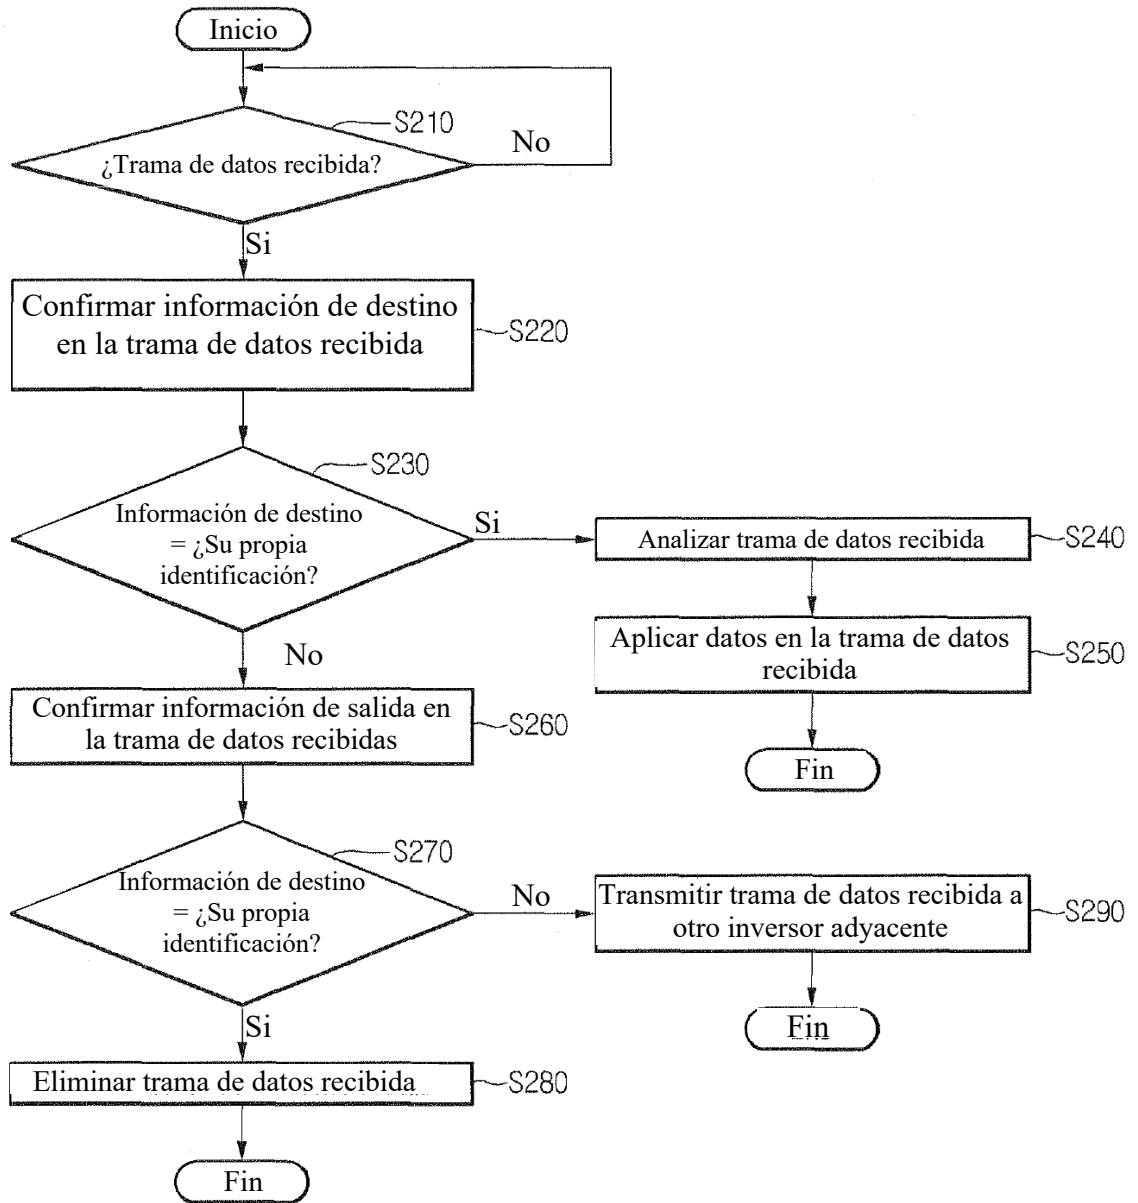 Inicio
S210
¿Trama de datos recibida?
No
Si
Confirmar información de destino
en la trama de datos recibida
S220
S230
Información de destino
= ¿Su propia
identificación?
Si
Analizar trama de datos recibida
S240
Aplicar datos en la trama de datos
recibida
S250
Fin
No
Confirmar información de salida en
la trama de datos recibidas
S260
S270
Información de destino
= ¿Su propia
identificación?
No
Transmitir trama de datos recibida a
otro inversor adyacente
S290
Fin
Si
Eliminar trama de datos recibida
S280
Fin